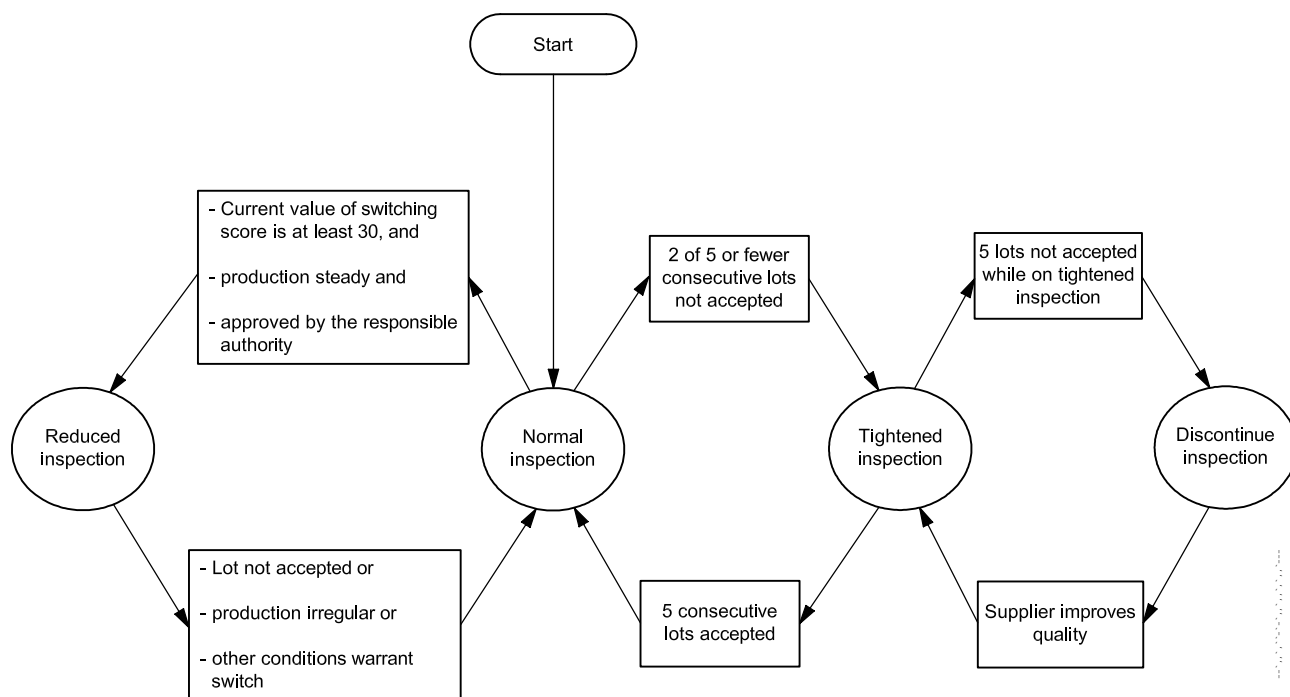 Start
- Current value of switching
score is at least 30, and
- production steady and
- approved by the responsible
authority
2 of 5 or fewer
consecutive lots
not accepted
5 lots not accepted
while on tightened
inspection
Reduced
inspection
Normal
inspection
Tightened
inspection
Discontinue
inspection
- Lot not accepted or
- production irregular or
- other conditions warrant
switch
5 consecutive
lots accepted
Supplier improves
quality